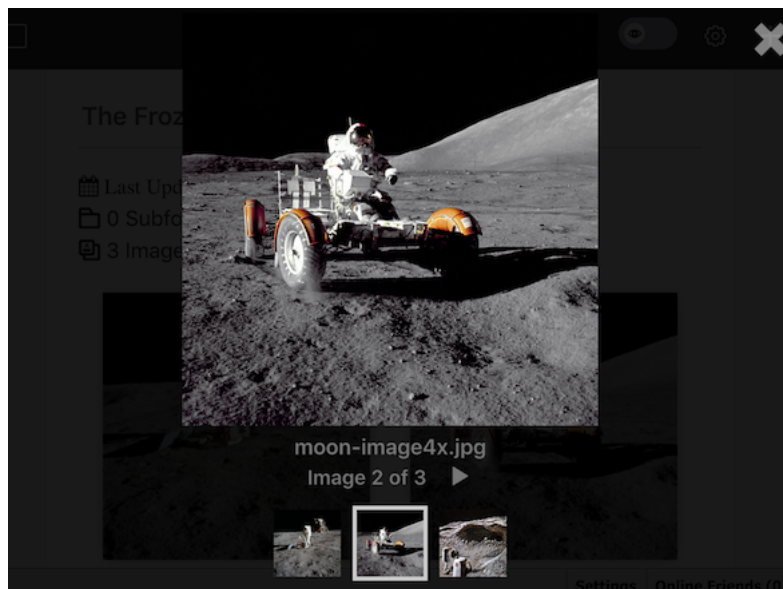 The Froz
Last Upd
0 Subfo
3 Image
moon-image4x.jpg
Image 2 of 3
Settings
Online Friends (0